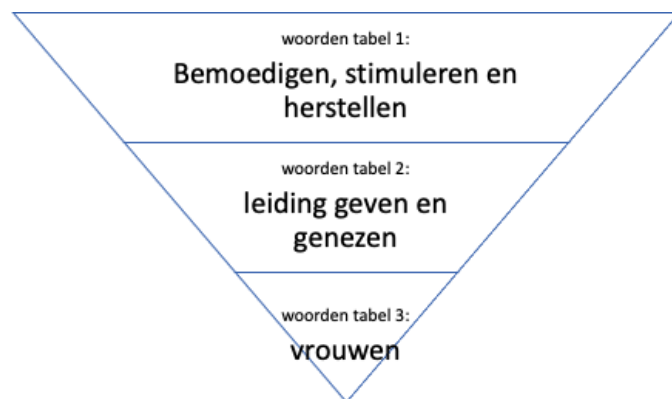 woorden tabel 1:
Bemoedigen, stimuleren en
herstellen
woorden tabel 2:
leiding geven en
genezen
woorden tabel 3:
vrouwen